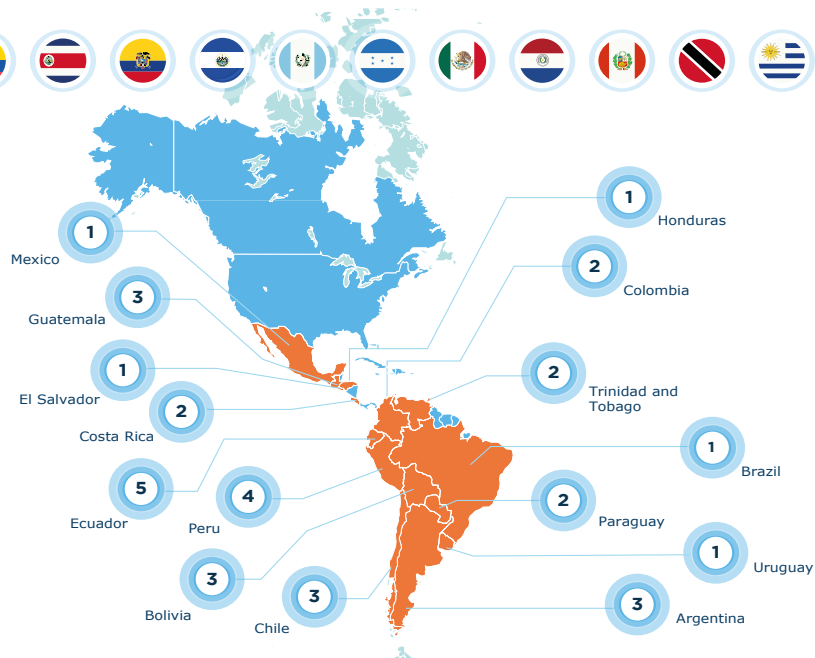 1
Honduras
1
Mexico
2
Colombia
3
Guatemala
1
El Salvador
2
Trinidad and
Tobago
2
Costa Rica
1
Brazil
5
Ecuador
4
Peru
2
Paraguay
1
Uruguay
3
Bolivia
3
Chile
3
Argentina